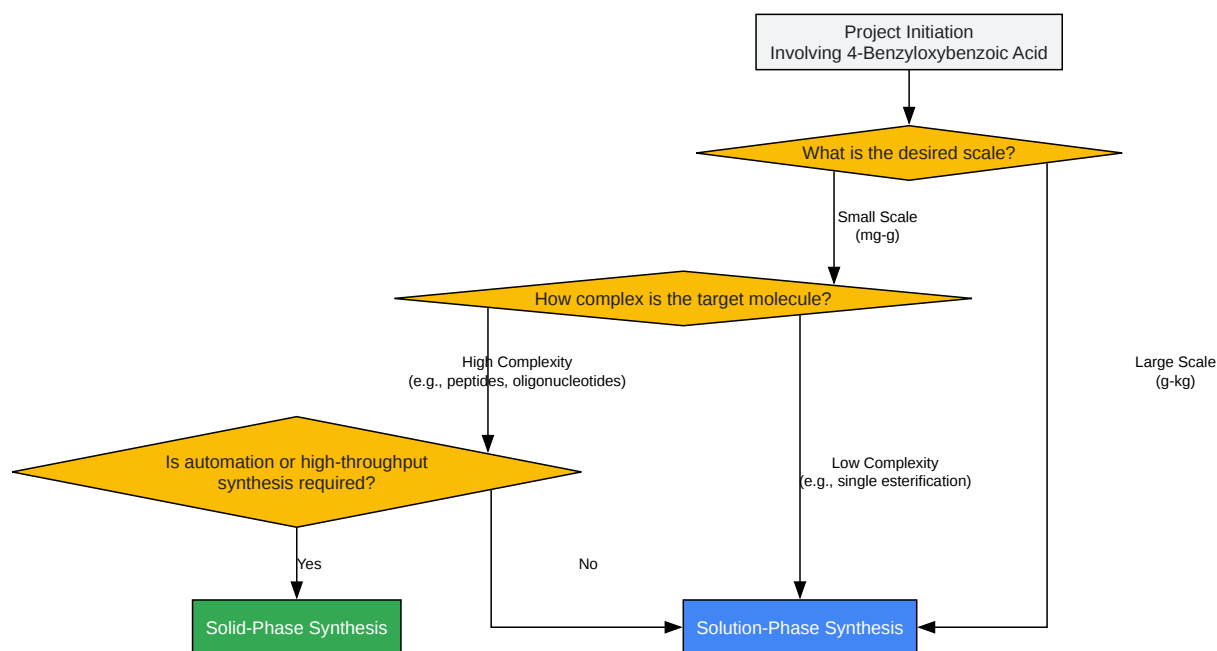 Project Initiation
Involving 4-Benzyloxybenzoic Acid
What is the desired scale?
Small Scale
(mg-g)
How complex is the target molecule?
High Complexity
(e.g., peptides, oligonucleotides)
Large Scale
(g-kg)
Is automation or high-throughput
synthesis required?
Low Complexity
(e.g., single esterification)
Yes
No
Solid-Phase Synthesis
Solution-Phase Synthesis